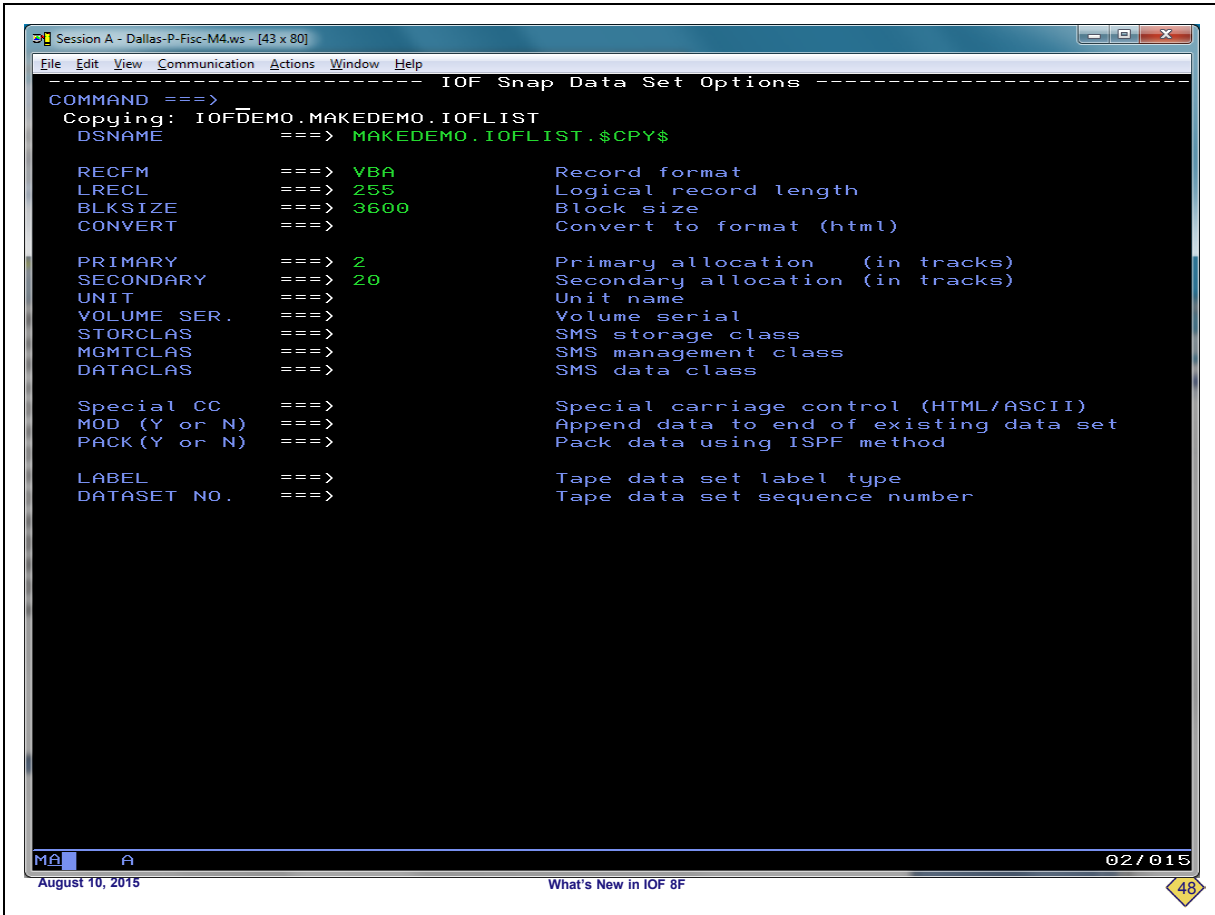 Session A - Dallas-P-Fisc-M4.ws - [43 x 80]
File Edit View Communication Actions Window Help
-------------------------- IOF Snap Data Set Options --------------------------
COMMAND ===>
Copying: IOFDEMO.MAKEDEMO.IOFLIST
DSNAME ===> MAKEDEMO.IOFLIST.$CPY$
RECFM ===> VBA Record format
LRECL ===> 255 Logical record length
BLKSIZE ===> 3600 Block size
CONVERT ===> Convert to format (html)
PRIMARY ===> 2 Primary allocation (in tracks)
SECONDARY ===> 20 Secondary allocation (in tracks)
UNIT ===> Unit name
VOLUME SER. ===> Volume serial
STORCLAS ===> SMS storage class
MGMTCLAS ===> SMS management class
DATACLAS ===> SMS data class
Special CC ===> Special carriage control (HTML/ASCII)
MOD (Y or N) ===> Append data to end of existing data set
PACK(Y or N) ===> Pack data using ISPF method
LABEL ===> Tape data set label type
DATASET NO. ===> Tape data set sequence number
MA A 02/015
August 10, 2015 What's New in IOF 8F 48